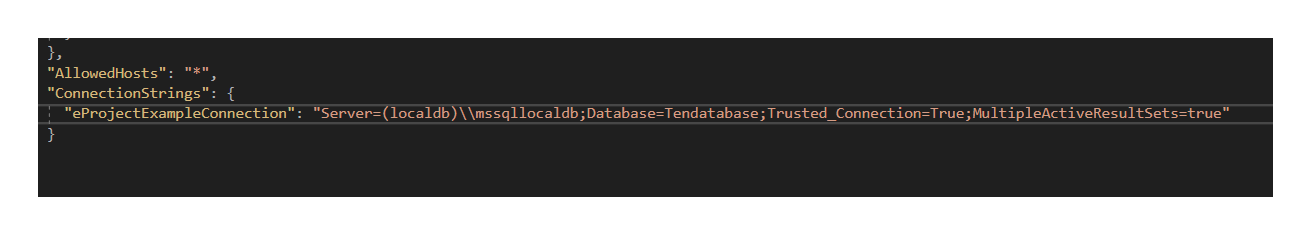 },
"AllowedHosts": "*",
"ConnectionStrings": {
"eProjectExampleConnection": "Server=(localdb)\\mssqllocaldb;Database=Tendatabase;Trusted_Connection=True;MultipleActiveResultSets=true"
}